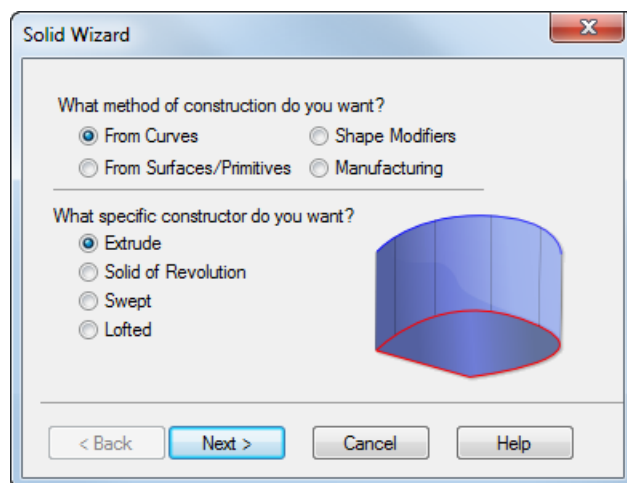 Solid Wizard
What method of construction do you want?
From Curves Shape Modifiers
From Surfaces/Primitives Manufacturing
What specific constructor do you want?
Extrude
Solid of Revolution
Swept
Lofted
< Back Next > Cancel Help